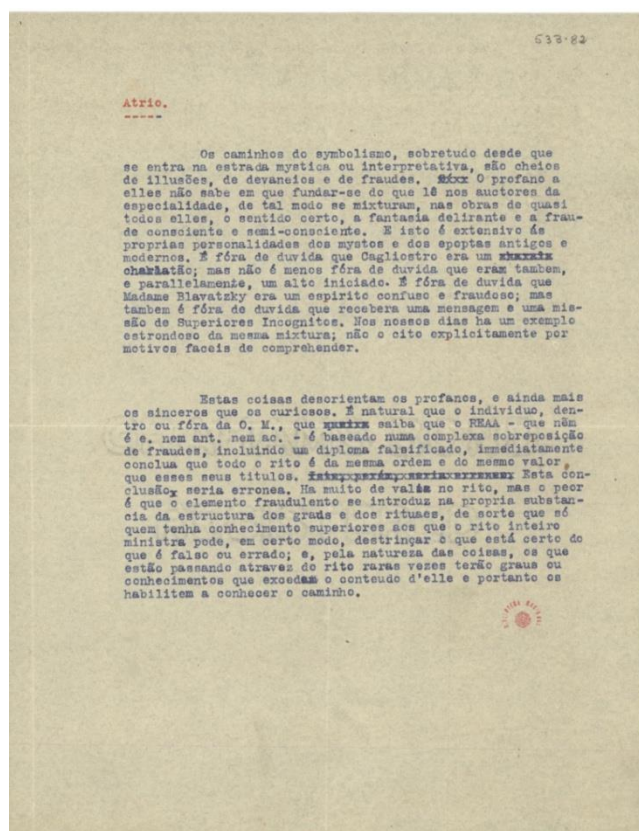 533-82
Atrio.
Os caminhos do symbolismo, sobretudo desde que
se entra na estrada mystica ou interpretativa, são cheios
de illusões, de devaneios e de fraudes. O profano a
elles não sabe em que fundar-se do que lê nos auctores da
especialidade, de tal modo se mixturam, nas obras de quasi
todos elles, o sentido certo, a fantasia delirante e a frau-
de consciente e semi-consciente. E isto é extensivo ás
proprias personalidades dos mystos e dos epoptas antigos e
modernos. É fóra de duvida que Cagliostro era um
charlatão; mas não é menos fóra de duvida que era tambem,
e parallelamente, um alto iniciado. É fóra de duvida que
Madame Blavatzky era um espirito confuso e fraudoso; mas
tambem é fóra de duvida que recebera uma mensagem e uma mis-
são de Superiores Incognitos. Nos nossos dias ha um exemplo
estrondoso da mesma mixtura; não o cito explicitamente por
motivos faceis de comprehender.
Estas coisas desorientam os profanos, e ainda mais
os sinceros que os curiosos. É natural que o individuo, den-
tro ou fóra da O. M., que saiba que o REAA - que nem
é e. nem ant. nem ac. - é baseado numa complexa sobreposição
de fraudes, incluindo um diploma falsificado, immediatamente
conclua que todo o rito é da mesma ordem e do mesmo valor
que esses seus titulos. Esta con-
clusão seria erronea. Ha muito de valia no rito, mas o peor
é que o elemento fraudulento se introduz na propria substan-
cia da estructura dos graus e dos rituaes, de sorte que só
quem tenha conhecimento superiores aos que o rito inteiro
ministra pode, em certo modo, destrinçar o que está certo do
que é falso ou errado; e, pela natureza das coisas, os que
estão passando atravez do rito raras vezes terão graus ou
conhecimentos que excedam o conteudo d'elle e portanto os
habilitem a conhecer o caminho.